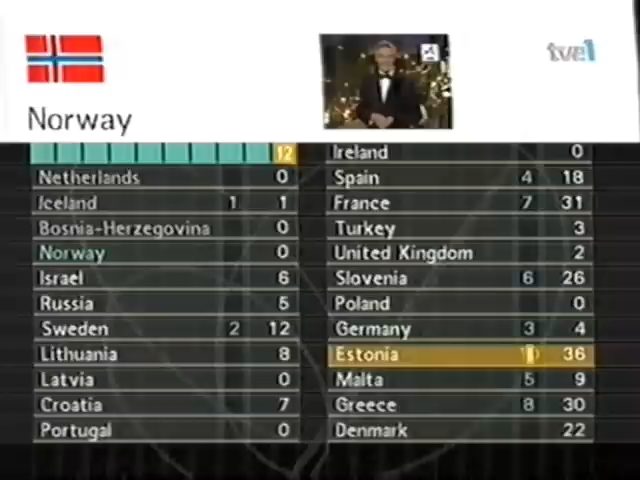 tve1
Norway
12
Netherlands 0
Iceland 1 1
Bosnia-Herzegovina 0
Norway 0
Israel 6
Russia 5
Sweden 2 12
Lithuania 8
Latvia 0
Croatia 7
Portugal 0
Ireland 0
Spain 4 18
France 7 31
Turkey 3
United Kingdom 2
Slovenia 6 26
Poland 0
Germany 3 4
Estonia 36
Malta 5 9
Greece 8 30
Denmark 22